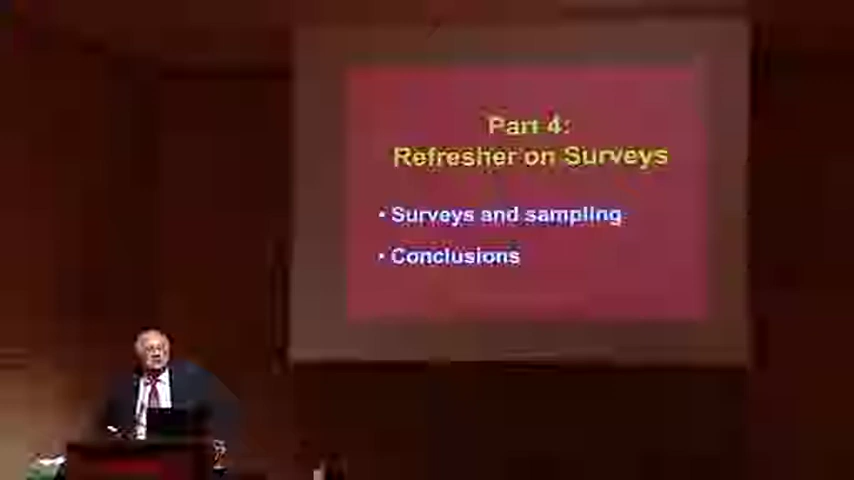 Part 4:
Refresher on Surveys
• Surveys and sampling
• Conclusions